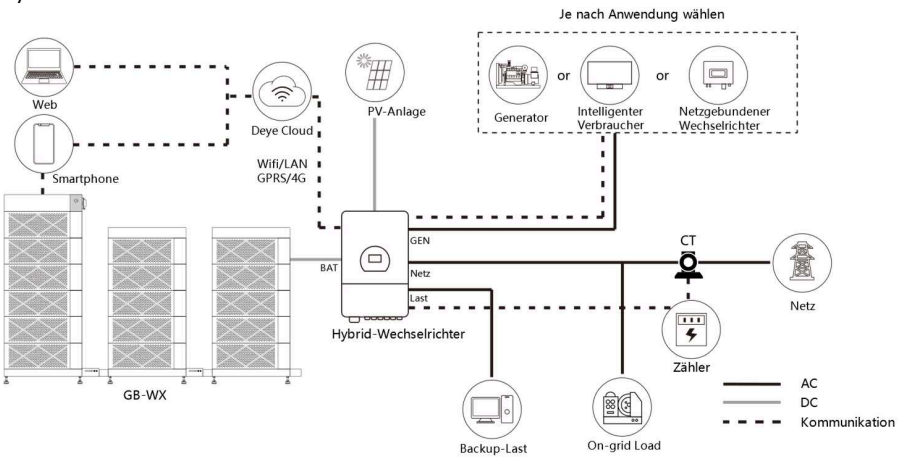 Je nach Anwendung wählen
Web
Deye Cloud
PV-Anlage
Generator
or
Intelligenter
Verbraucher
or
Netzgebundener
Wechselrichter
Smartphone
Wifi/LAN
GPRS/4G
GEN
BAT
Netz
Last
CT
Netz
Hybrid-Wechselrichter
Zähler
GB-WX
AC
DC
Kommunikation
Backup-Last
On-grid Load